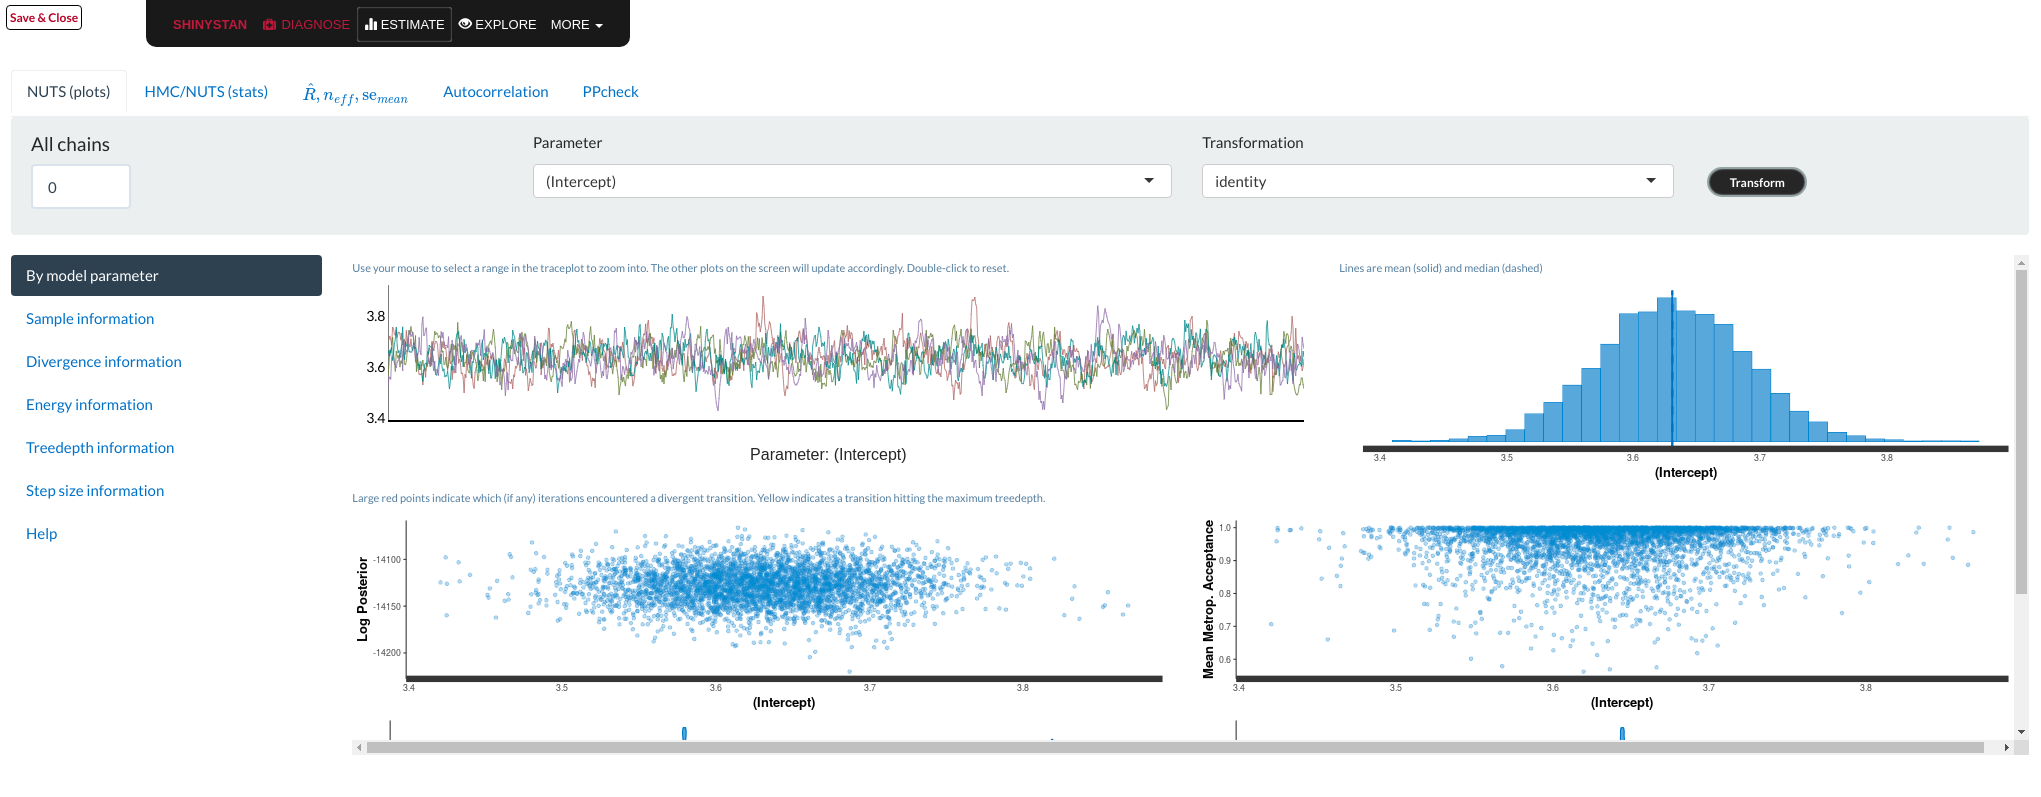 Save & Close
SHINYSTAN DIAGNOSE ESTIMATE EXPLORE MORE
NUTS (plots) HMC/NUTS (stats) R̂, n_eff, se_mean Autocorrelation PPcheck
All chains
0
Parameter
(Intercept)
Transformation
identity
Transform
By model parameter
Sample information
Divergence information
Energy information
Treedepth information
Step size information
Help
Use your mouse to select a range in the traceplot to zoom into. The other plots on the screen will update accordingly. Double-click to reset.
3.8
3.6
3.4
Parameter: (Intercept)
Lines are mean (solid) and median (dashed)
3.4 3.5 3.6 3.7 3.8
(Intercept)
Large red points indicate which (if any) iterations encountered a divergent transition. Yellow indicates a transition hitting the maximum treedepth.
Log Posterior
-14100
-14150
-14200
3.4 3.5 3.6 3.7 3.8
(Intercept)
Mean Metrop. Acceptance
1.0
0.9
0.8
0.7
0.6
3.4 3.5 3.6 3.7 3.8
(Intercept)